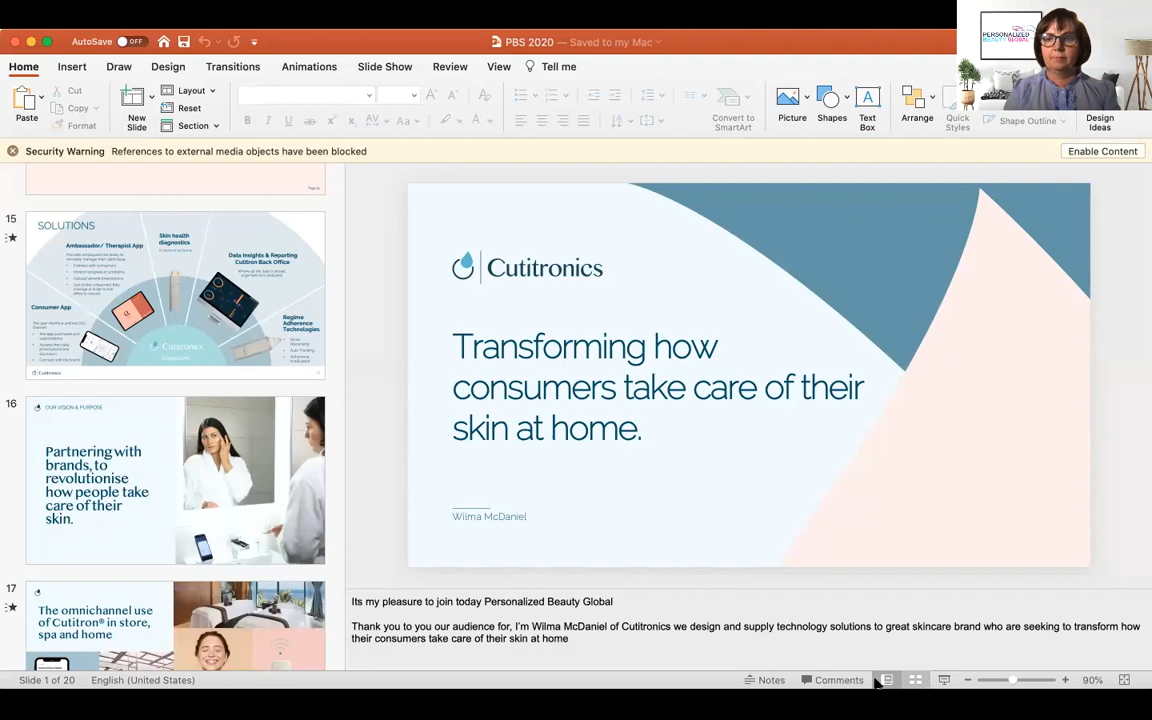 AutoSave OFF
PBS 2020 — Saved to my Mac
PERSONALIZED
BEAUTY GLOBAL
Home Insert Draw Design Transitions Animations Slide Show Review View Tell me
Paste
Cut
Copy
Format
New
Slide
Layout
Reset
Section
B I U
Convert to
SmartArt
Picture
Shapes
Text
Box
Arrange
Quick
Styles
Shape Outline
Design
Ideas
Security Warning References to external media objects have been blocked
Enable Content
15
SOLUTIONS
Ambassador/ Therapist App
Skin health
diagnostics
Data Insights & Reporting
Cutitron Back Office
Consumer App
Regime
Adherence
Technologies
Cutitronics
Cutitronics
16
OUR VISION & PURPOSE
Partnering with
brands, to
revolutionise
how people take
care of their
skin.
17
The omnichannel use
of Cutitron® in store,
spa and home
Cutitronics
Transforming how
consumers take care of their
skin at home.
Wilma McDaniel
Its my pleasure to join today Personalized Beauty Global
Thank you to you our audience for, I'm Wilma McDaniel of Cutitronics we design and supply technology solutions to great skincare brand who are seeking to transform how
their consumers take care of their skin at home
Slide 1 of 20 English (United States)
Notes Comments 90%